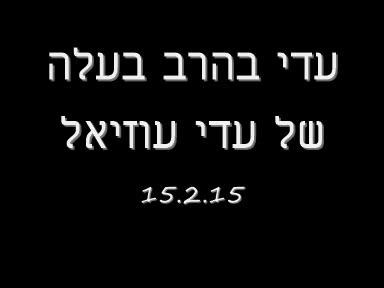 עדי בהרב בעלה
של עדי עוזיאל
15.2.15